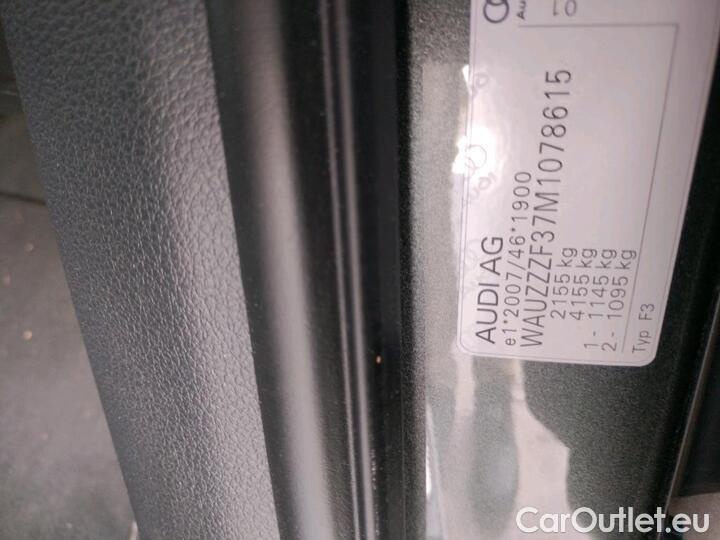 AUDI AG
e1*2007/46*1900
WAUZZZF37M1078615
2155 kg
4155 kg
1 - 1145 kg
2 - 1095 kg
Typ F3
CarOutlet.eu